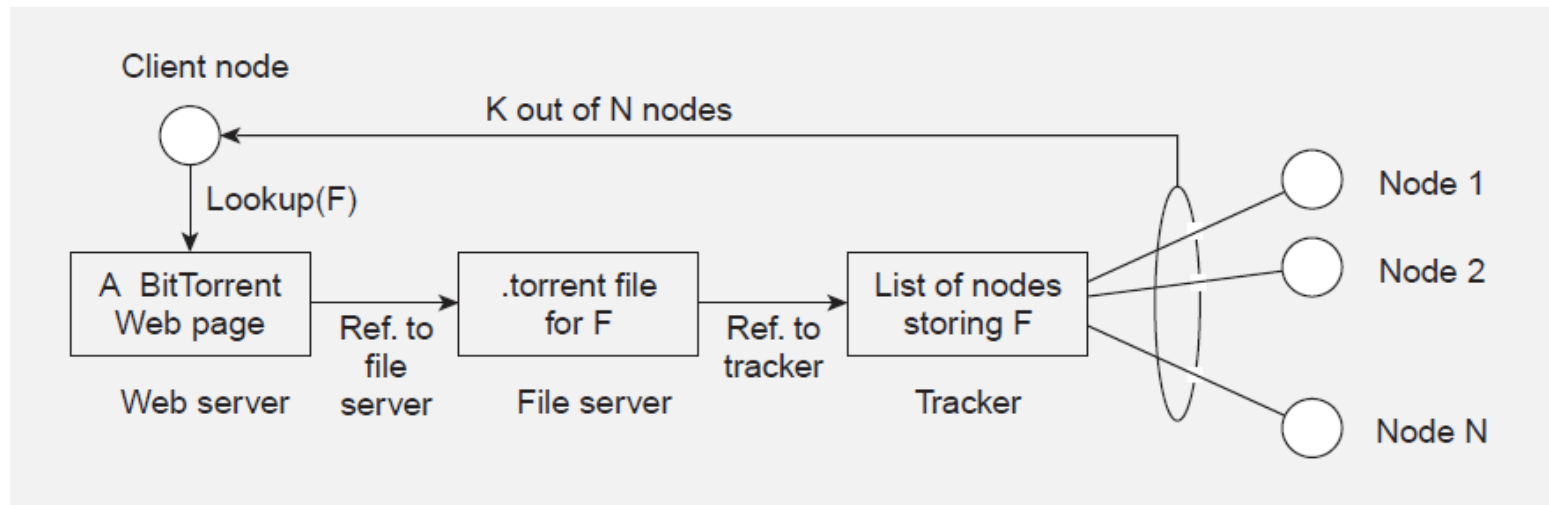 Client node
K out of N nodes
Lookup(F)
A BitTorrent
Web page
Ref. to
file
server
.torrent file
for F
Ref. to
tracker
List of nodes
storing F
Web server
File server
Tracker
Node 1
Node 2
Node N